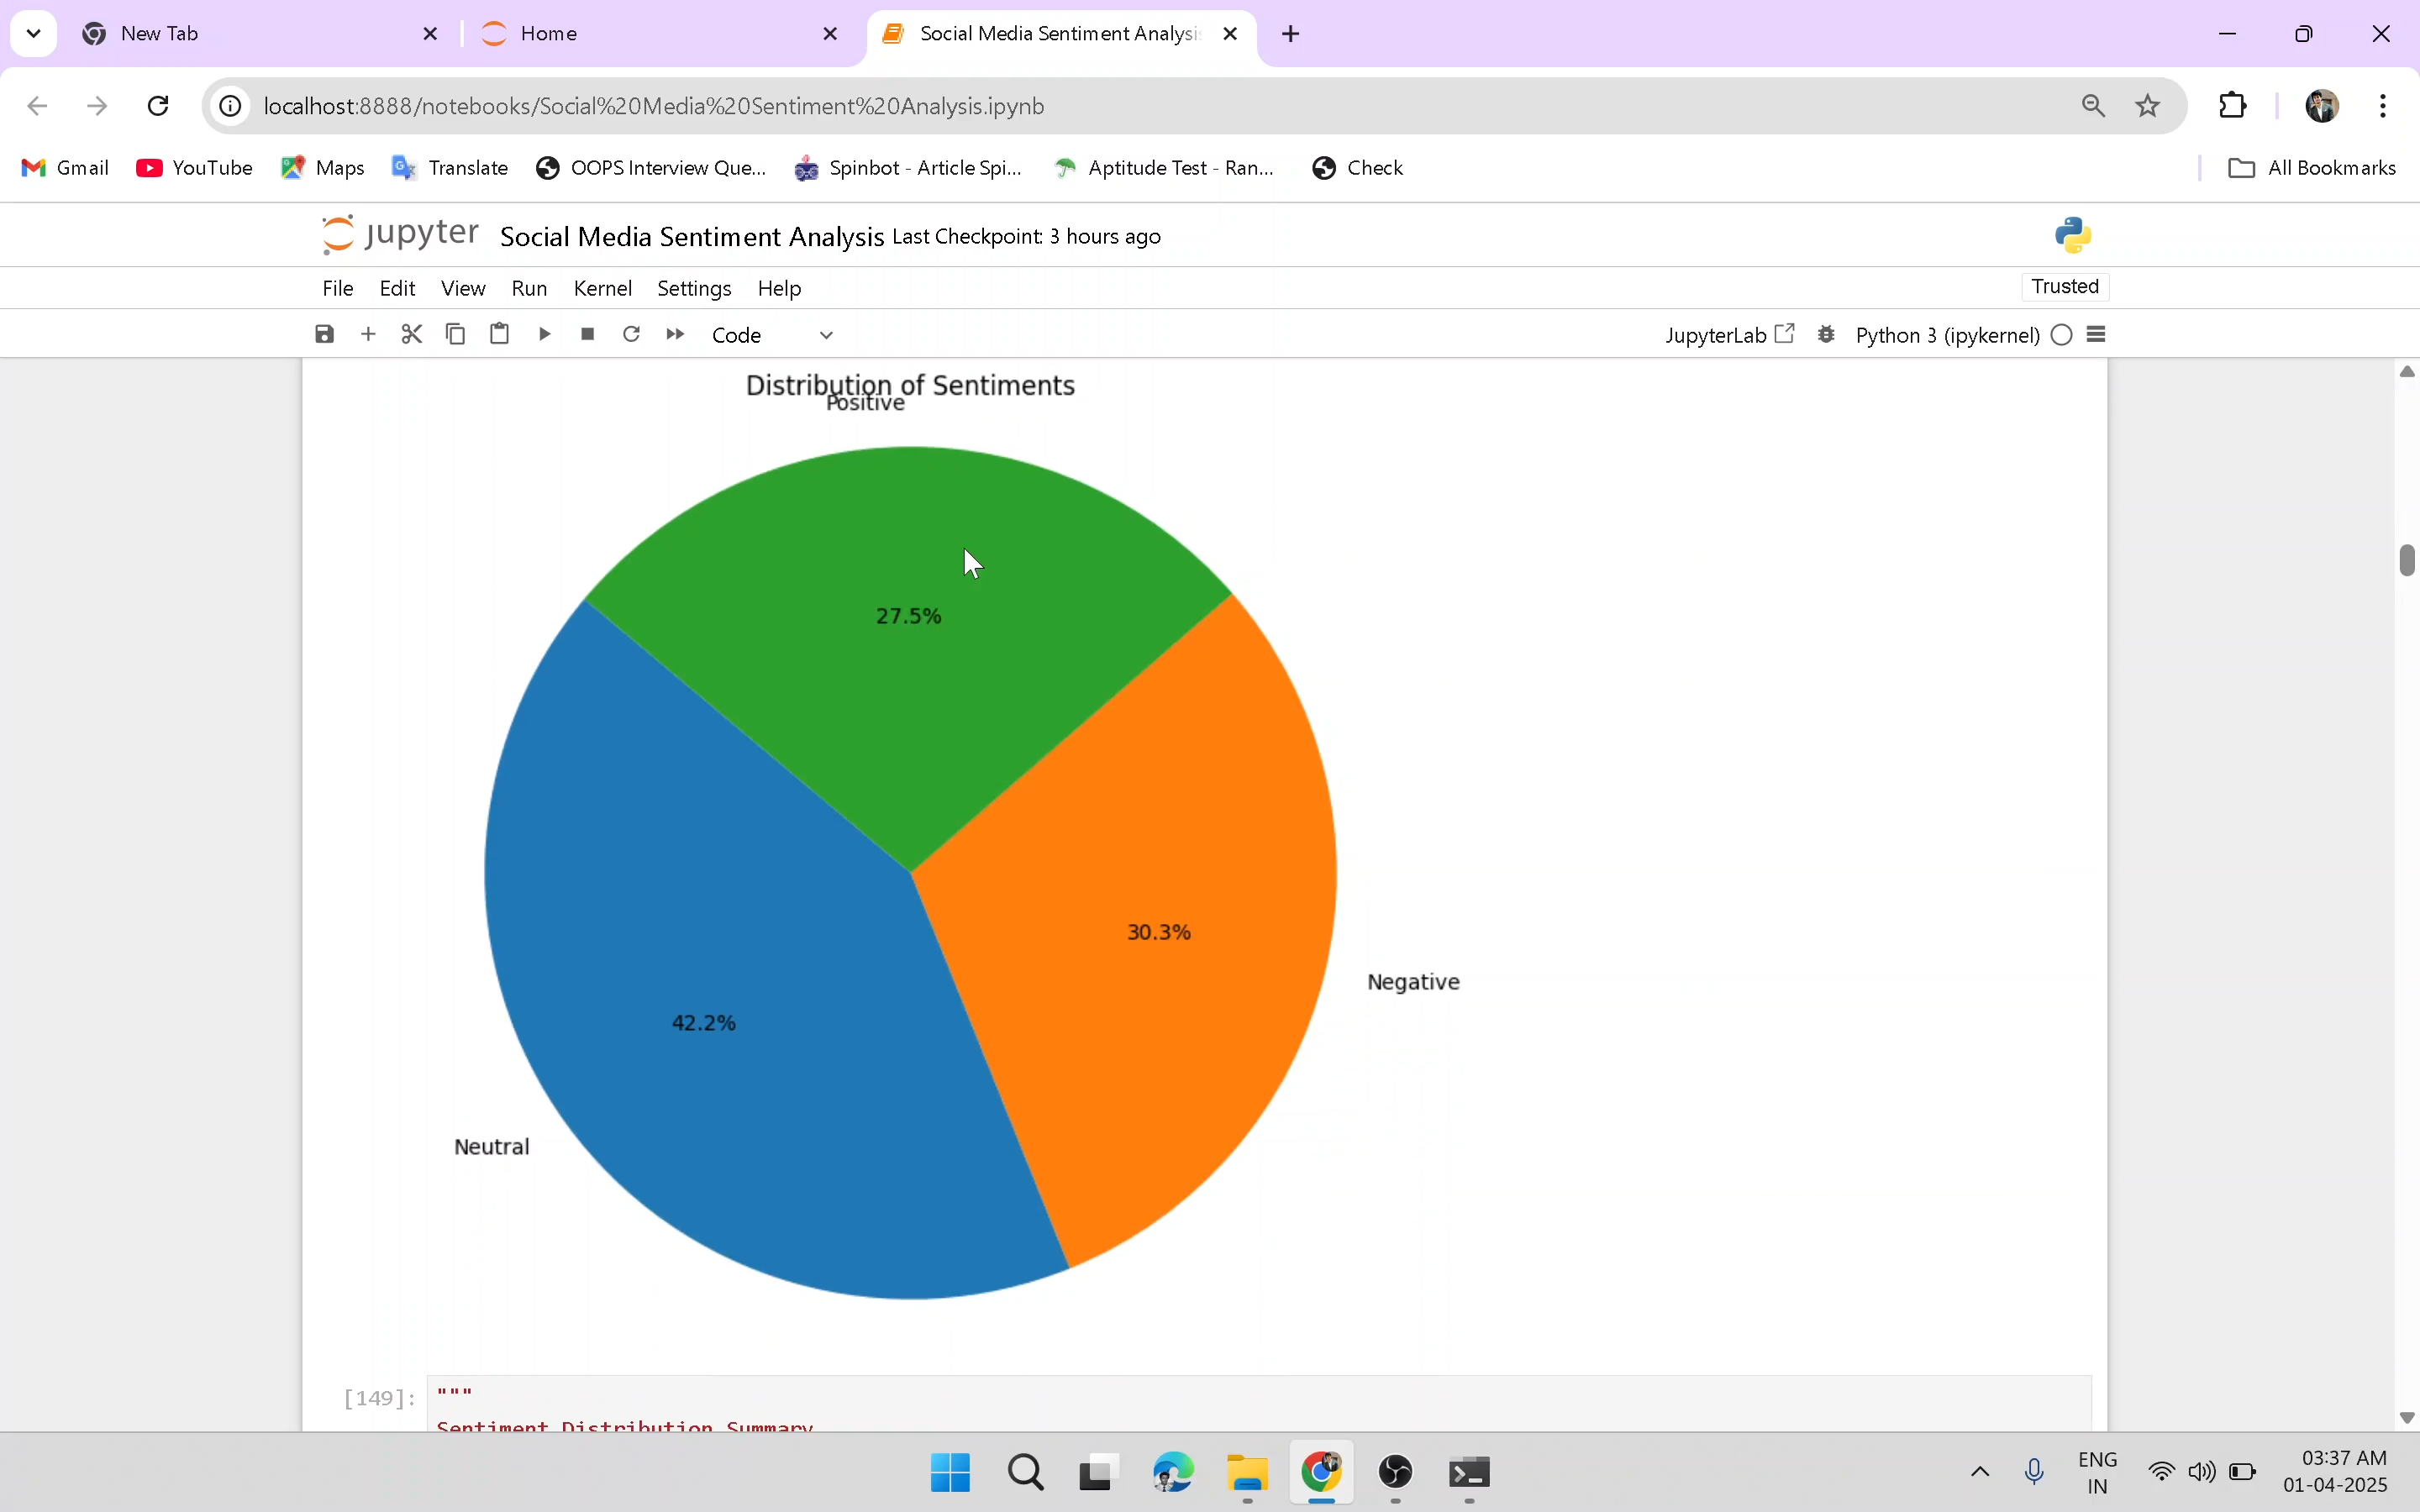 New Tab
Home
Social Media Sentiment Analysis
localhost:8888/notebooks/Social%20Media%20Sentiment%20Analysis.ipynb
Gmail YouTube Maps Translate OOPS Interview Que... Spinbot - Article Spi... Aptitude Test - Ran... Check All Bookmarks
jupyter Social Media Sentiment Analysis Last Checkpoint: 3 hours ago
File Edit View Run Kernel Settings Help Trusted
Code JupyterLab Python 3 (ipykernel)
Distribution of Sentiments
Positive
27.5%
30.3%
Negative
42.2%
Neutral
[149]: """
Sentiment Distribution Summary
ENG
IN
03:37 AM
01-04-2025